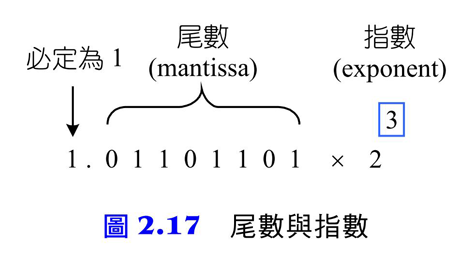 尾數 指數
必定為 1 (mantissa) (exponent)
3
1 . 0 1 1 0 1 1 0 1 × 2
圖 2.17 尾數與指數